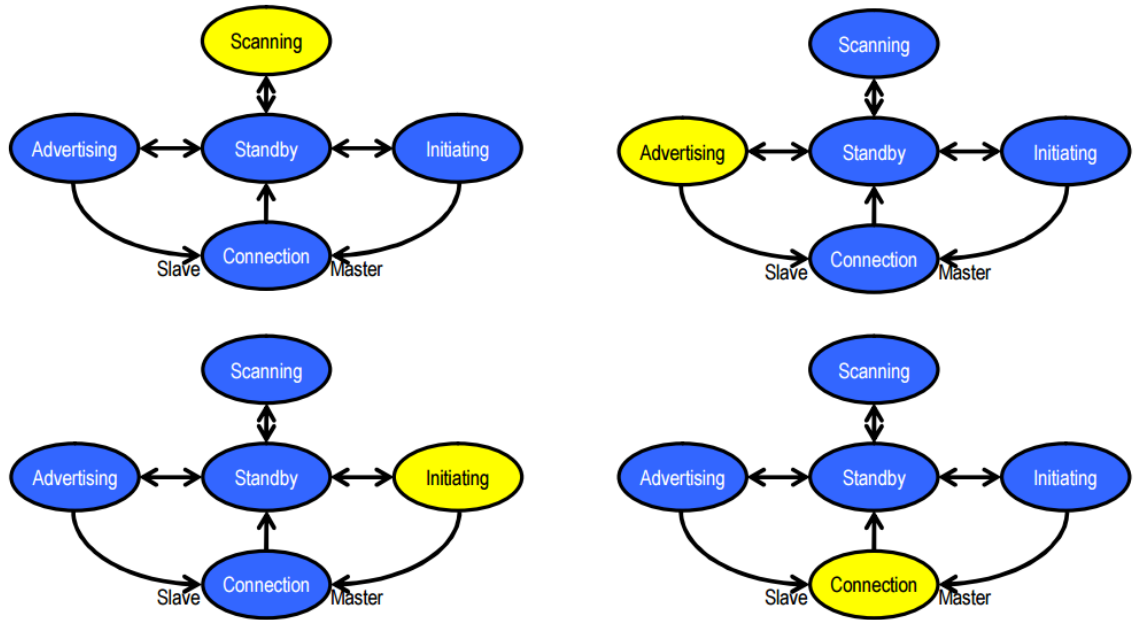 Scanning
Advertising
Standby
Initiating
Connection
Slave
Master
Scanning
Advertising
Standby
Initiating
Connection
Slave
Master
Scanning
Advertising
Standby
Initiating
Connection
Slave
Master
Scanning
Advertising
Standby
Initiating
Connection
Slave
Master